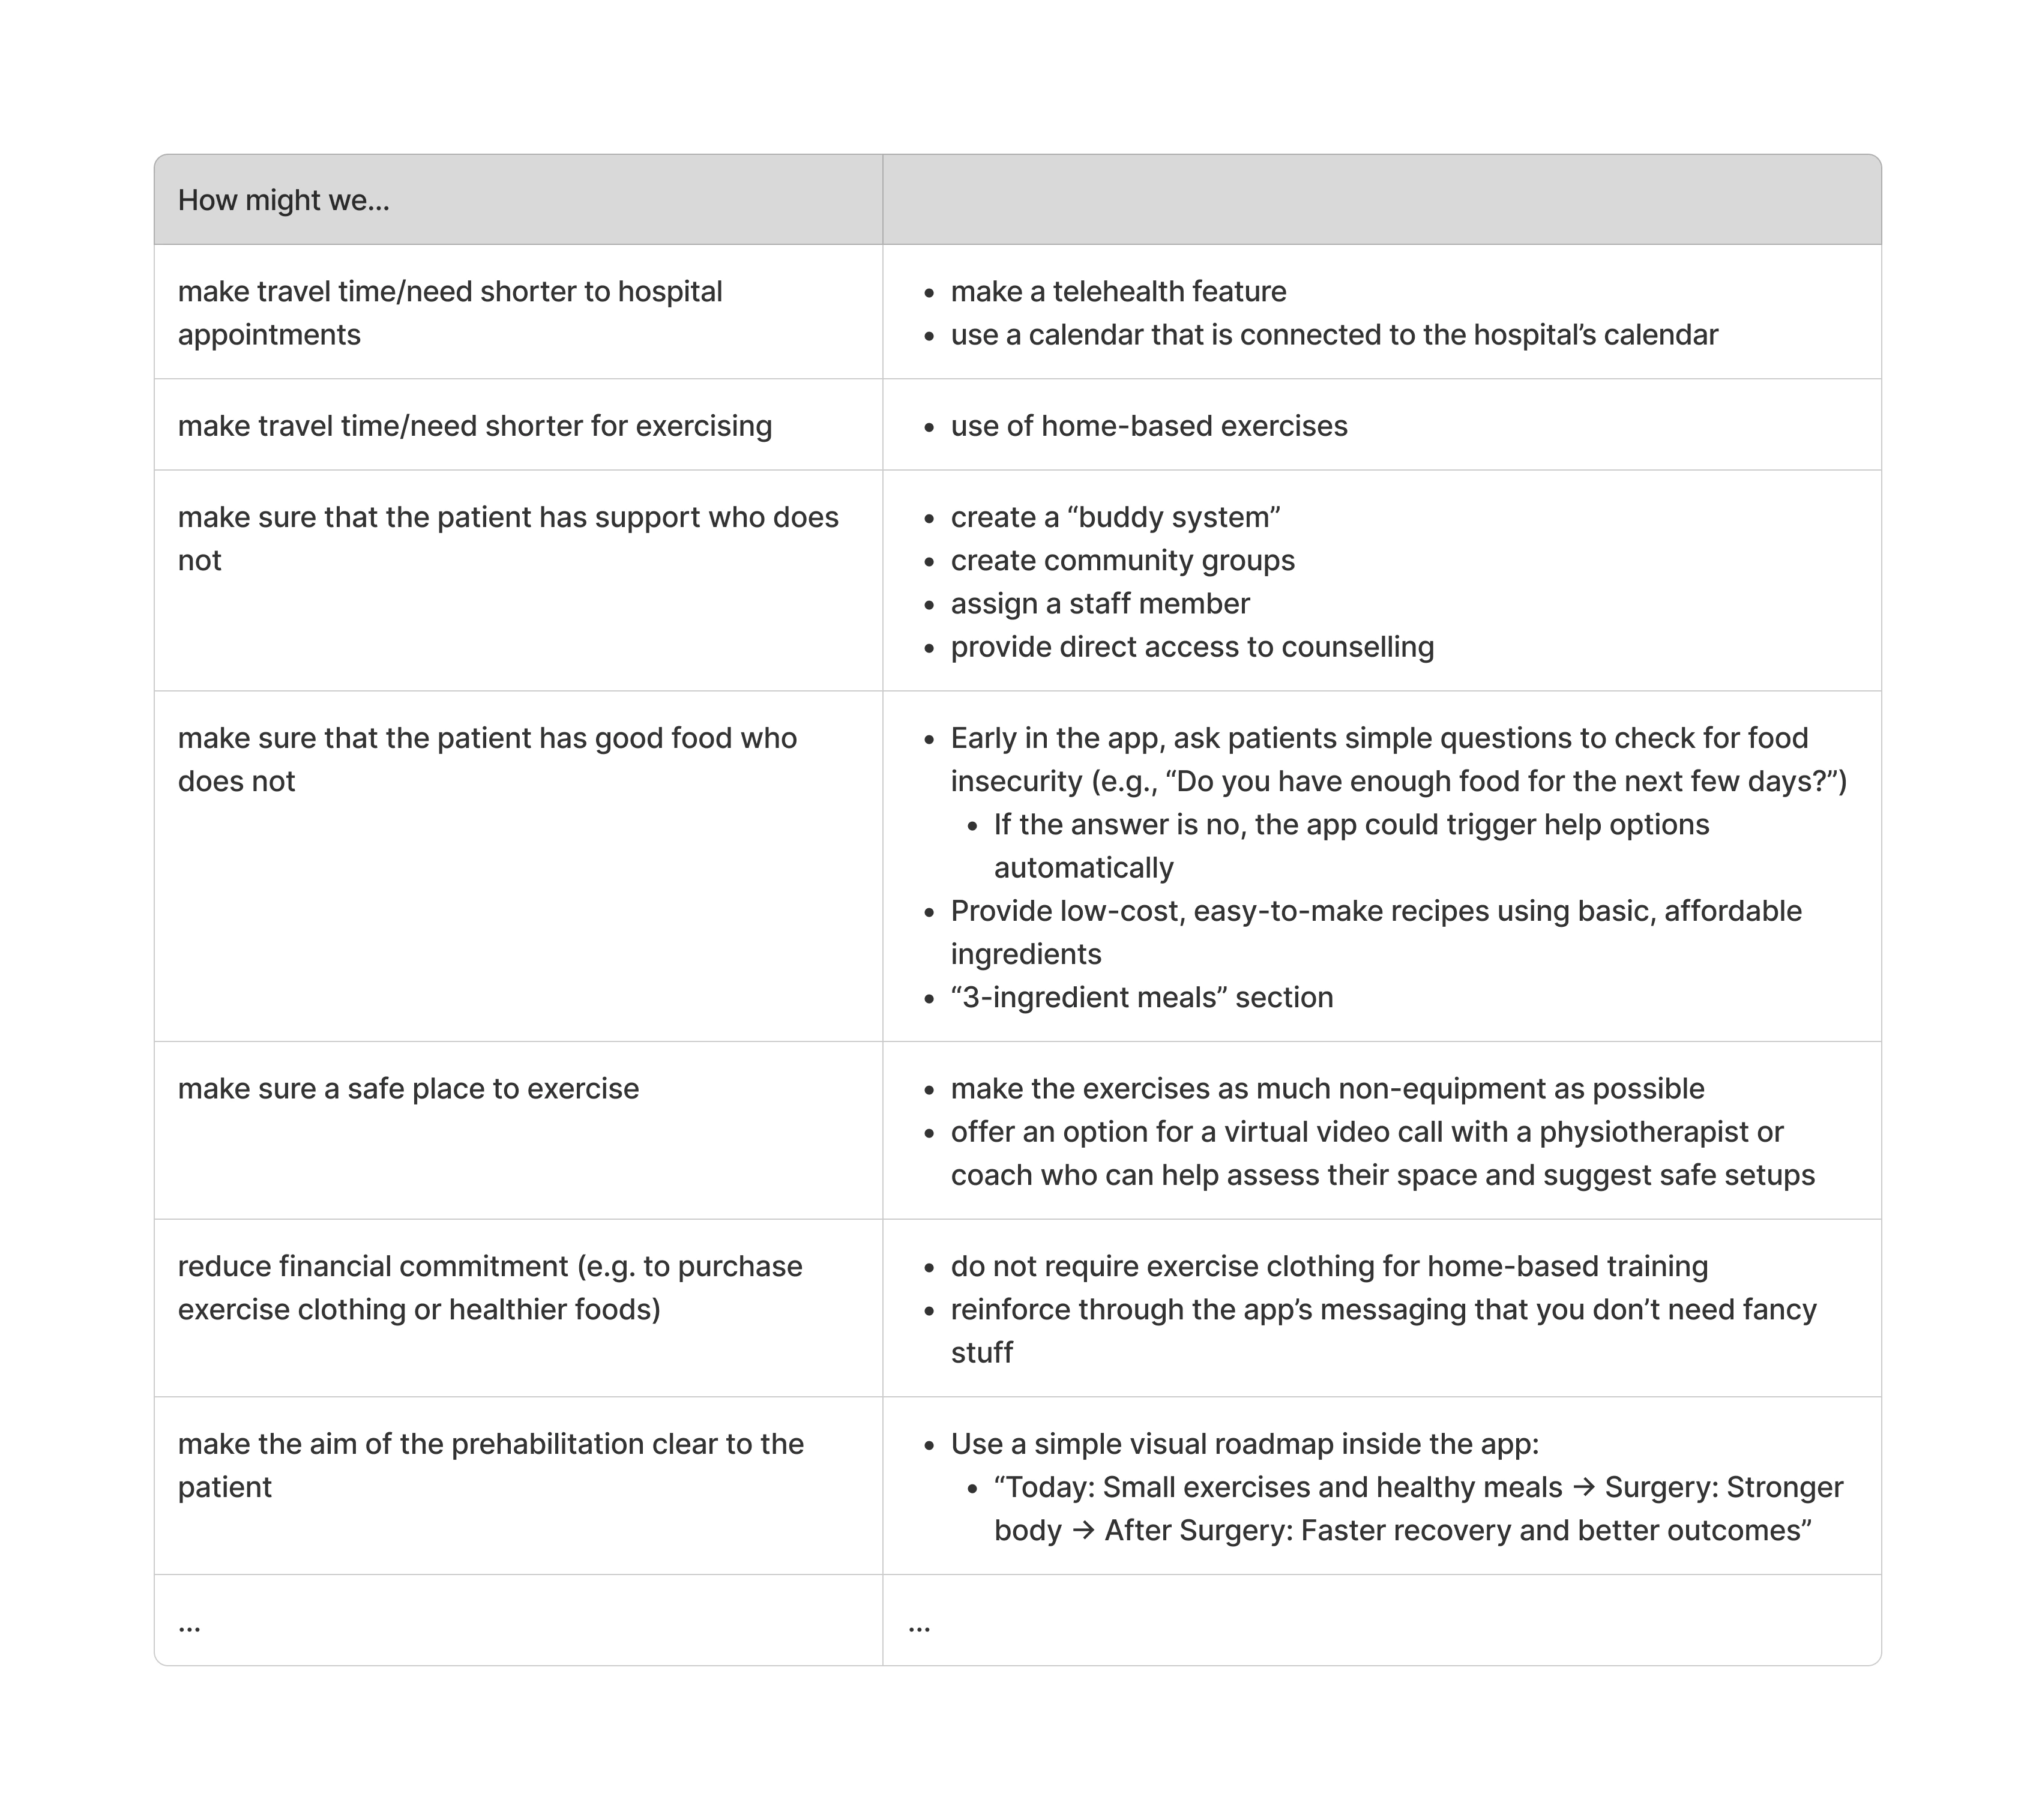 How might we...
make travel time/need shorter to hospital
appointments
• make a telehealth feature
• use a calendar that is connected to the hospital’s calendar
make travel time/need shorter for exercising
• use of home-based exercises
make sure that the patient has support who does
not
• create a “buddy system”
• create community groups
• assign a staff member
• provide direct access to counselling
make sure that the patient has good food who
does not
• Early in the app, ask patients simple questions to check for food
insecurity (e.g., “Do you have enough food for the next few days?”)
• If the answer is no, the app could trigger help options
automatically
• Provide low-cost, easy-to-make recipes using basic, affordable
ingredients
• “3-ingredient meals” section
make sure a safe place to exercise
• make the exercises as much non-equipment as possible
• offer an option for a virtual video call with a physiotherapist or
coach who can help assess their space and suggest safe setups
reduce financial commitment (e.g. to purchase
exercise clothing or healthier foods)
• do not require exercise clothing for home-based training
• reinforce through the app’s messaging that you don’t need fancy
stuff
make the aim of the prehabilitation clear to the
patient
• Use a simple visual roadmap inside the app:
• “Today: Small exercises and healthy meals → Surgery: Stronger
body → After Surgery: Faster recovery and better outcomes”
...
...